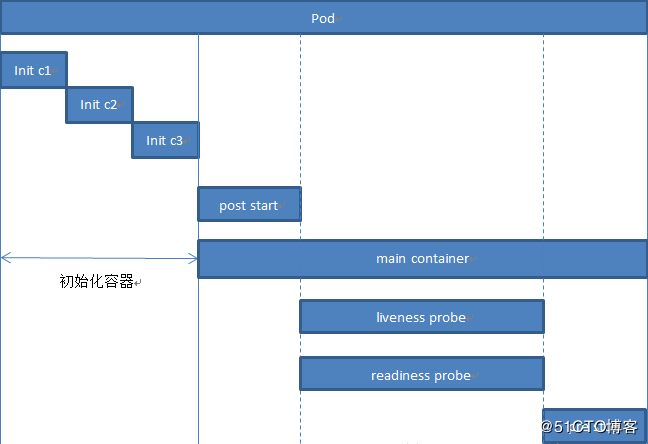 Pod
Init c1
Init c2
Init c3
post start
main container
初始化容器
liveness probe
readiness probe
@51CTO博客